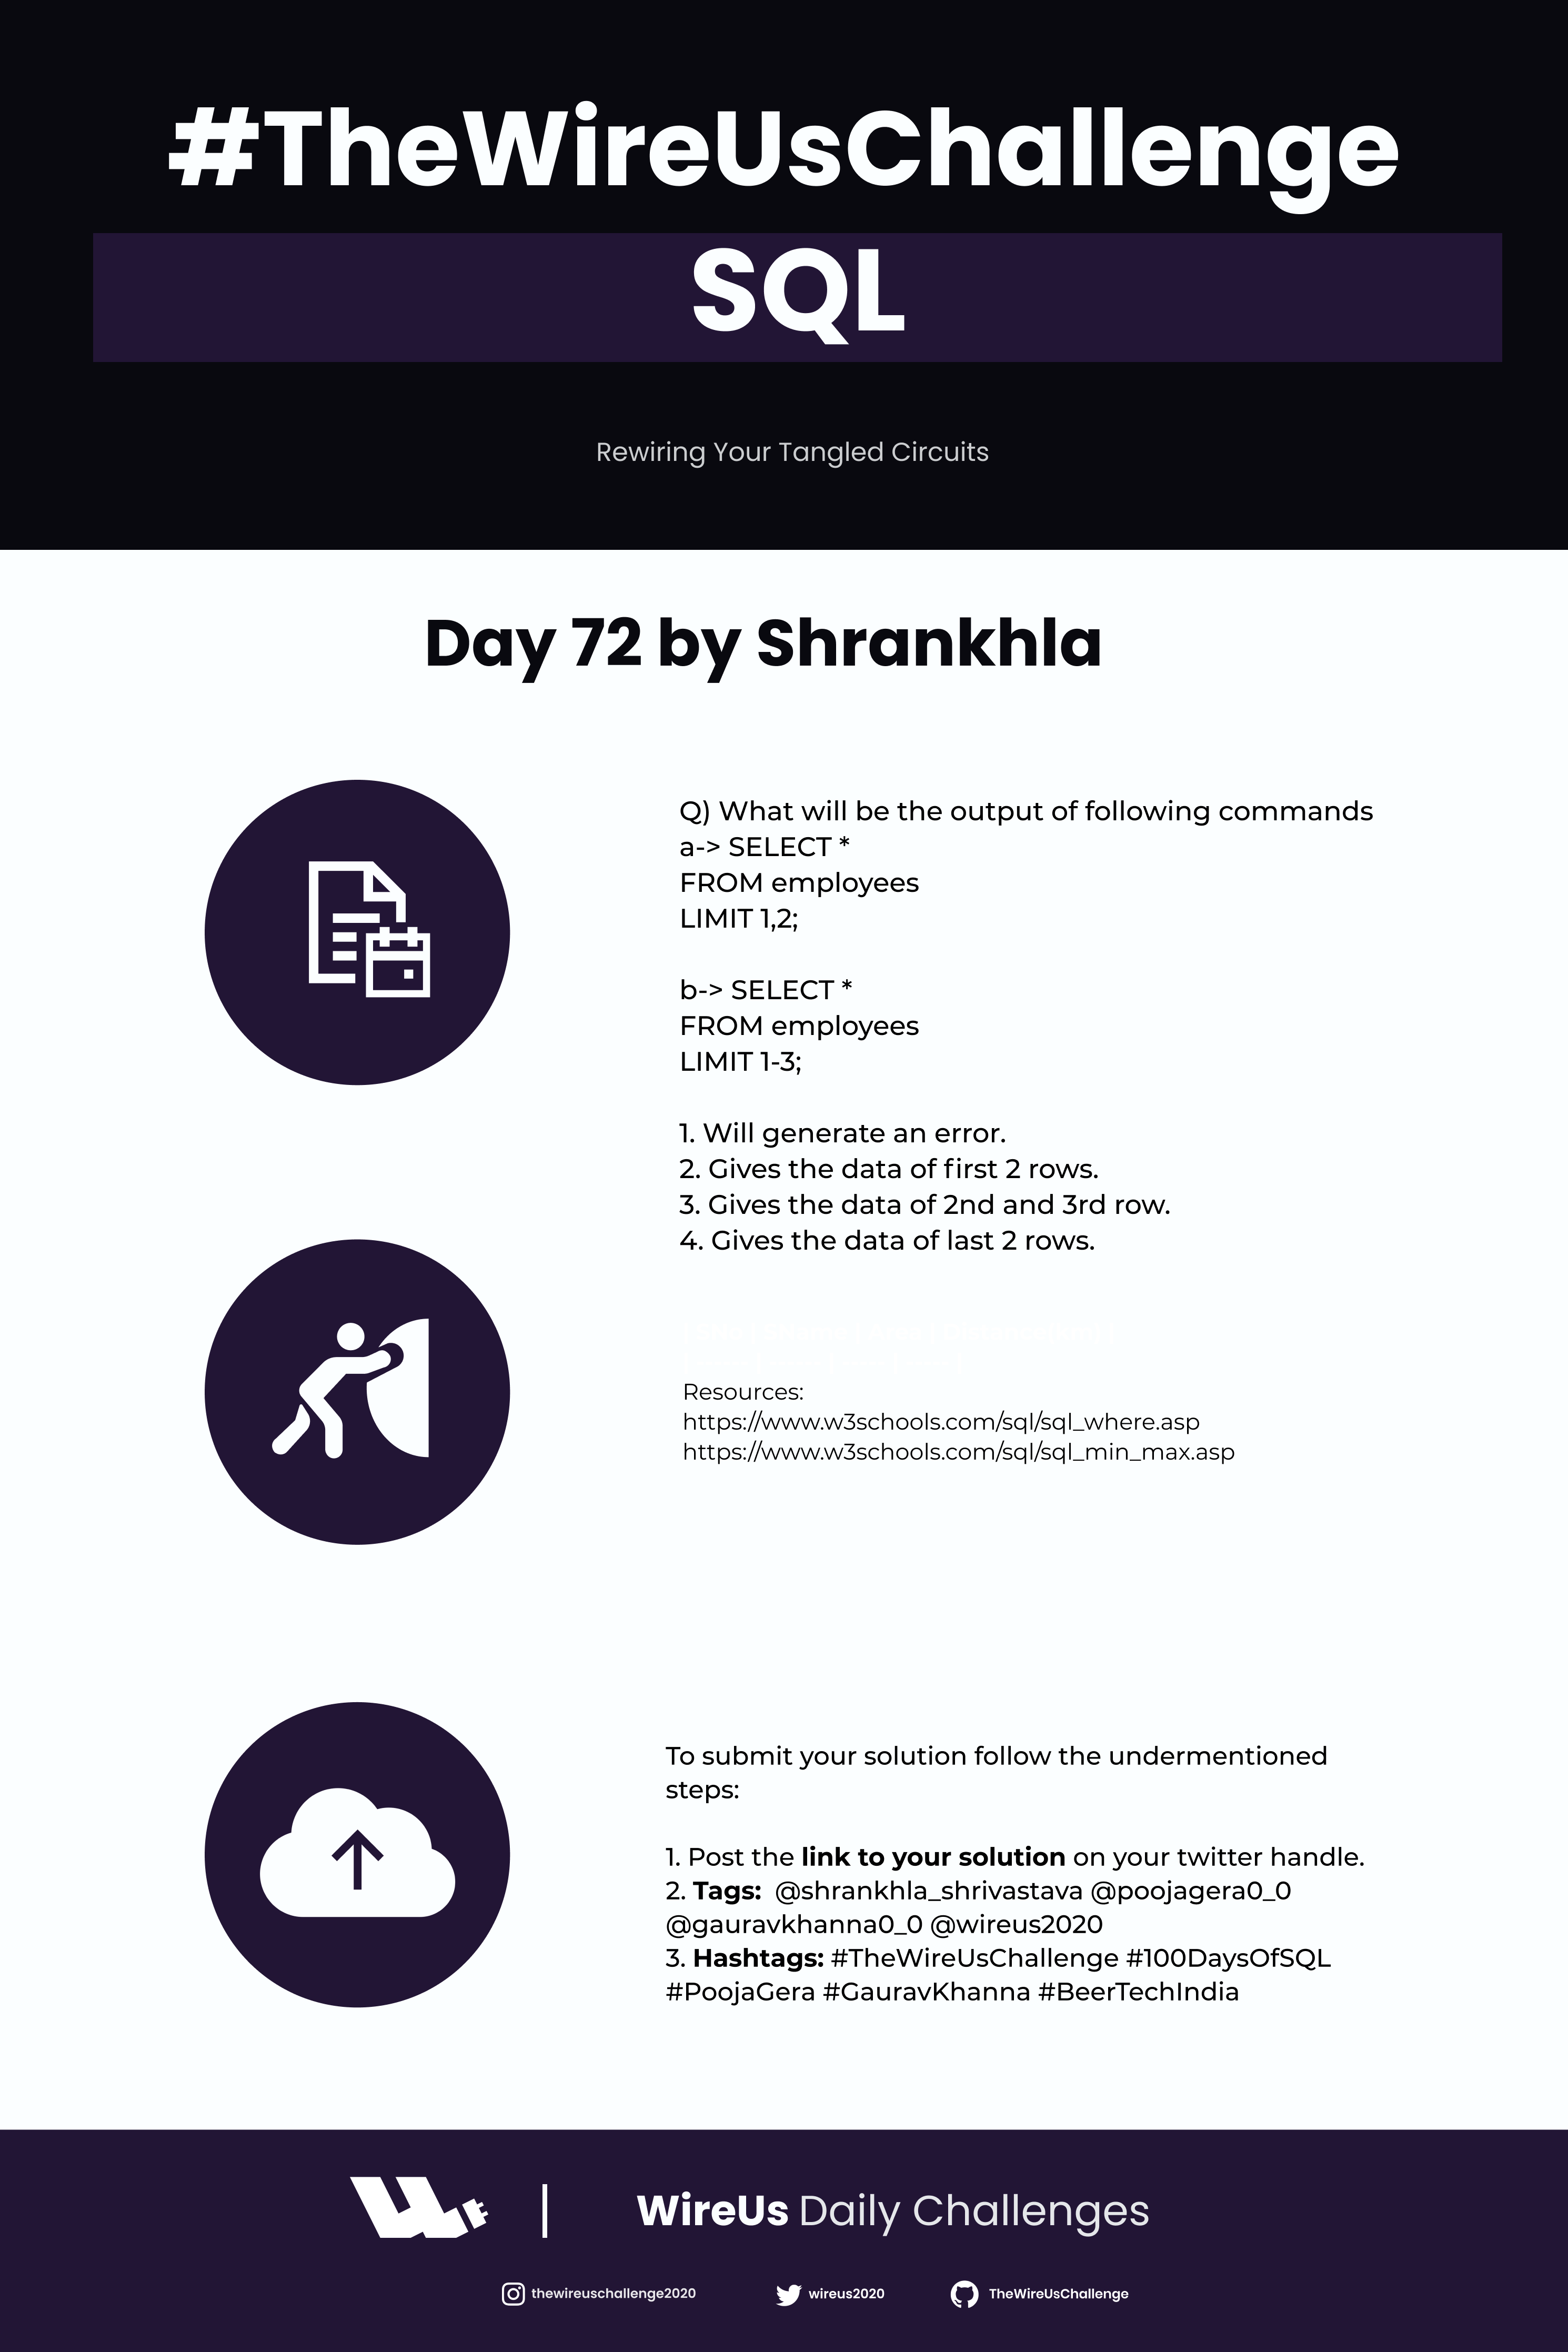 #TheWireUsChallenge
SQL
Rewiring Your Tangled Circuits
Day 72 by Shrankhla
Q) What will be the output of following commands
a-> SELECT *
FROM employees
LIMIT 1,2;
b-> SELECT *
FROM employees
LIMIT 1-3;
1. Will generate an error.
2. Gives the data of first 2 rows.
3. Gives the data of 2nd and 3rd row.
4. Gives the data of last 2 rows.
Resources:
https://www.w3schools.com/sql/sql_where.asp
https://www.w3schools.com/sql/sql_min_max.asp
To submit your solution follow the undermentioned
steps:
1. Post the link to your solution on your twitter handle.
2. Tags:  @shrankhla_shrivastava @poojagera0_0
@gauravkhanna0_0 @wireus2020
3. Hashtags: #TheWireUsChallenge #100DaysOfSQL
#PoojaGera #GauravKhanna #BeerTechIndia
WireUs Daily Challenges
thewireuschallenge2020 wireus2020 TheWireUsChallenge